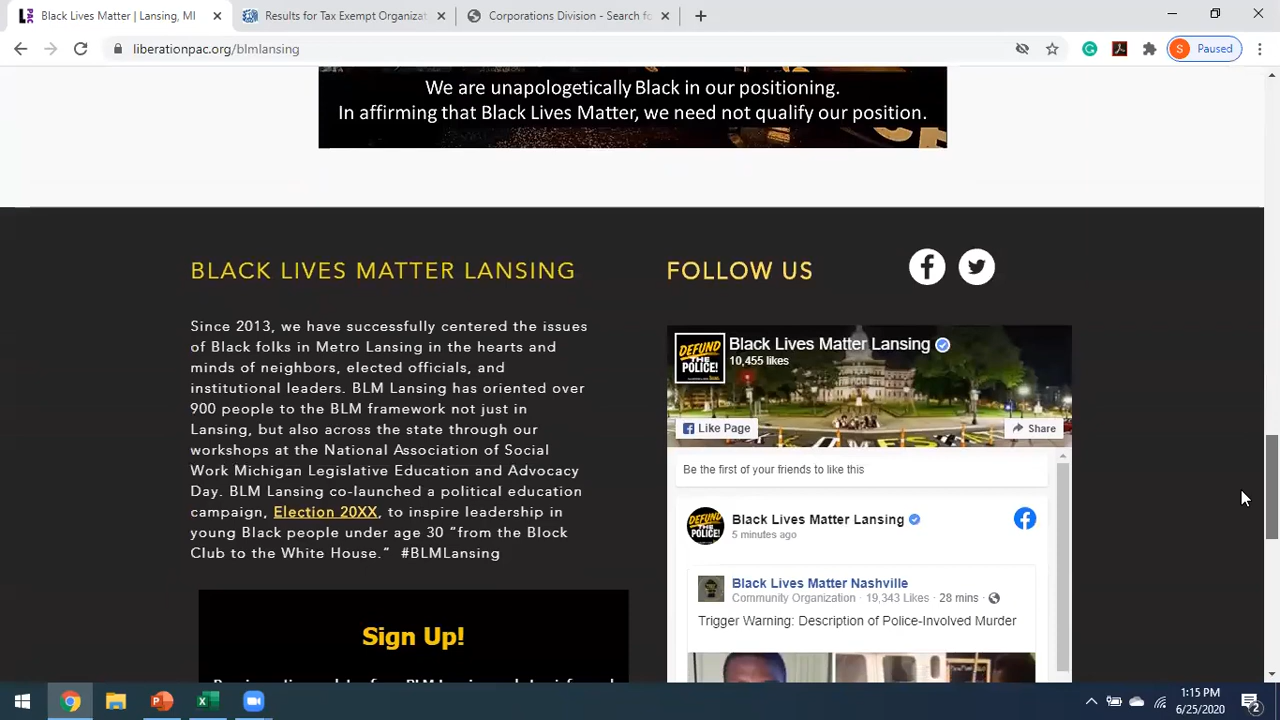 Black Lives Matter | Lansing, MI
Results for Tax Exempt Organizat
Corporations Division - Search fo
liberationpac.org/blmlansing
S Paused
We are unapologetically Black in our positioning.
In affirming that Black Lives Matter, we need not qualify our position.
BLACK LIVES MATTER LANSING
Since 2013, we have successfully centered the issues
of Black folks in Metro Lansing in the hearts and
minds of neighbors, elected officials, and
institutional leaders. BLM Lansing has oriented over
900 people to the BLM framework not just in
Lansing, but also across the state through our
workshops at the National Association of Social
Work Michigan Legislative Education and Advocacy
Day. BLM Lansing co-launched a political education
campaign, Election 20XX, to inspire leadership in
young Black people under age 30 “from the Block
Club to the White House.” #BLMLansing
Sign Up!
FOLLOW US
DEFUND
THE
POLICE!
Black Lives Matter Lansing
10,455 likes
Like Page
Share
Be the first of your friends to like this
Black Lives Matter Lansing
5 minutes ago
Black Lives Matter Nashville
Community Organization · 19,343 Likes · 28 mins ·
Trigger Warning: Description of Police-Involved Murder
1:15 PM
6/25/2020
2